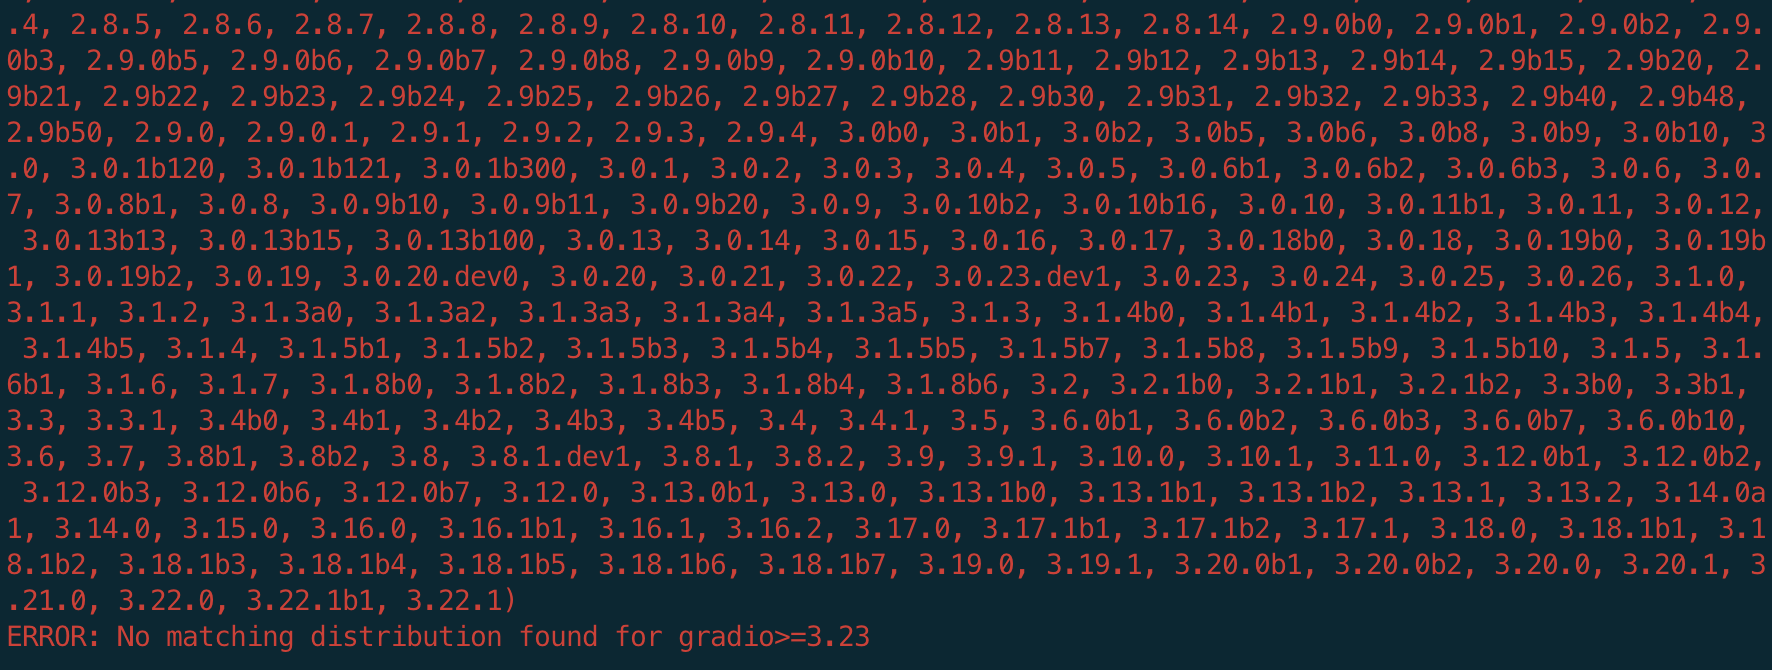 .4, 2.8.5, 2.8.6, 2.8.7, 2.8.8, 2.8.9, 2.8.10, 2.8.11, 2.8.12, 2.8.13, 2.8.14, 2.9.0b0, 2.9.0b1, 2.9.0b2, 2.9.
0b3, 2.9.0b5, 2.9.0b6, 2.9.0b7, 2.9.0b8, 2.9.0b9, 2.9.0b10, 2.9b11, 2.9b12, 2.9b13, 2.9b14, 2.9b15, 2.9b20, 2.
9b21, 2.9b22, 2.9b23, 2.9b24, 2.9b25, 2.9b26, 2.9b27, 2.9b28, 2.9b30, 2.9b31, 2.9b32, 2.9b33, 2.9b40, 2.9b48,
2.9b50, 2.9.0, 2.9.0.1, 2.9.1, 2.9.2, 2.9.3, 2.9.4, 3.0b0, 3.0b1, 3.0b2, 3.0b5, 3.0b6, 3.0b8, 3.0b9, 3.0b10, 3
.0, 3.0.1b120, 3.0.1b121, 3.0.1b300, 3.0.1, 3.0.2, 3.0.3, 3.0.4, 3.0.5, 3.0.6b1, 3.0.6b2, 3.0.6b3, 3.0.6, 3.0.
7, 3.0.8b1, 3.0.8, 3.0.9b10, 3.0.9b11, 3.0.9b20, 3.0.9, 3.0.10b2, 3.0.10b16, 3.0.10, 3.0.11b1, 3.0.11, 3.0.12,
3.0.13b13, 3.0.13b15, 3.0.13b100, 3.0.13, 3.0.14, 3.0.15, 3.0.16, 3.0.17, 3.0.18b0, 3.0.18, 3.0.19b0, 3.0.19b
1, 3.0.19b2, 3.0.19, 3.0.20.dev0, 3.0.20, 3.0.21, 3.0.22, 3.0.23.dev1, 3.0.23, 3.0.24, 3.0.25, 3.0.26, 3.1.0,
3.1.1, 3.1.2, 3.1.3a0, 3.1.3a2, 3.1.3a3, 3.1.3a4, 3.1.3a5, 3.1.3, 3.1.4b0, 3.1.4b1, 3.1.4b2, 3.1.4b3, 3.1.4b4,
3.1.4b5, 3.1.4, 3.1.5b1, 3.1.5b2, 3.1.5b3, 3.1.5b4, 3.1.5b5, 3.1.5b7, 3.1.5b8, 3.1.5b9, 3.1.5b10, 3.1.5, 3.1.
6b1, 3.1.6, 3.1.7, 3.1.8b0, 3.1.8b2, 3.1.8b3, 3.1.8b4, 3.1.8b6, 3.2, 3.2.1b0, 3.2.1b1, 3.2.1b2, 3.3b0, 3.3b1,
3.3, 3.3.1, 3.4b0, 3.4b1, 3.4b2, 3.4b3, 3.4b5, 3.4, 3.4.1, 3.5, 3.6.0b1, 3.6.0b2, 3.6.0b3, 3.6.0b7, 3.6.0b10,
3.6, 3.7, 3.8b1, 3.8b2, 3.8, 3.8.1.dev1, 3.8.1, 3.8.2, 3.9, 3.9.1, 3.10.0, 3.10.1, 3.11.0, 3.12.0b1, 3.12.0b2,
3.12.0b3, 3.12.0b6, 3.12.0b7, 3.12.0, 3.13.0b1, 3.13.0, 3.13.1b0, 3.13.1b1, 3.13.1b2, 3.13.1, 3.13.2, 3.14.0a
1, 3.14.0, 3.15.0, 3.16.0, 3.16.1b1, 3.16.1, 3.16.2, 3.17.0, 3.17.1b1, 3.17.1b2, 3.17.1, 3.18.0, 3.18.1b1, 3.1
8.1b2, 3.18.1b3, 3.18.1b4, 3.18.1b5, 3.18.1b6, 3.18.1b7, 3.19.0, 3.19.1, 3.20.0b1, 3.20.0b2, 3.20.0, 3.20.1, 3
.21.0, 3.22.0, 3.22.1b1, 3.22.1)
ERROR: No matching distribution found for gradio>=3.23